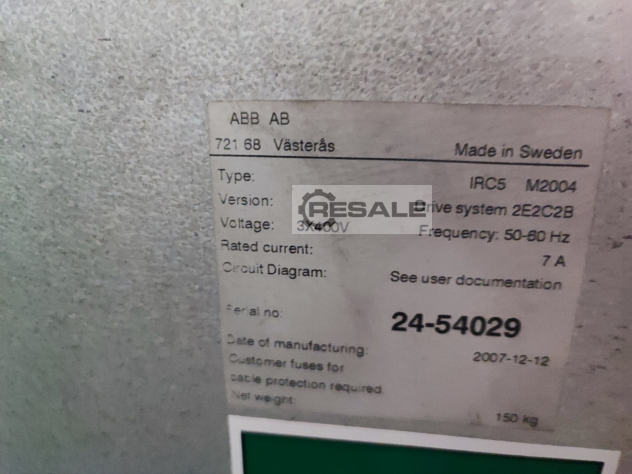 ABB AB
721 68 Västerås Made in Sweden
Type: IRC5 M2004
Version: Drive system 2E2C2B
RESALE
Voltage: 3X400V Frequency: 50-60 Hz
Rated current: 7 A
Circuit Diagram: See user documentation
Serial no: 24-54029
Date of manufacturing: 2007-12-12
Customer fuses for
cable protection required
Net weight: 150 kg